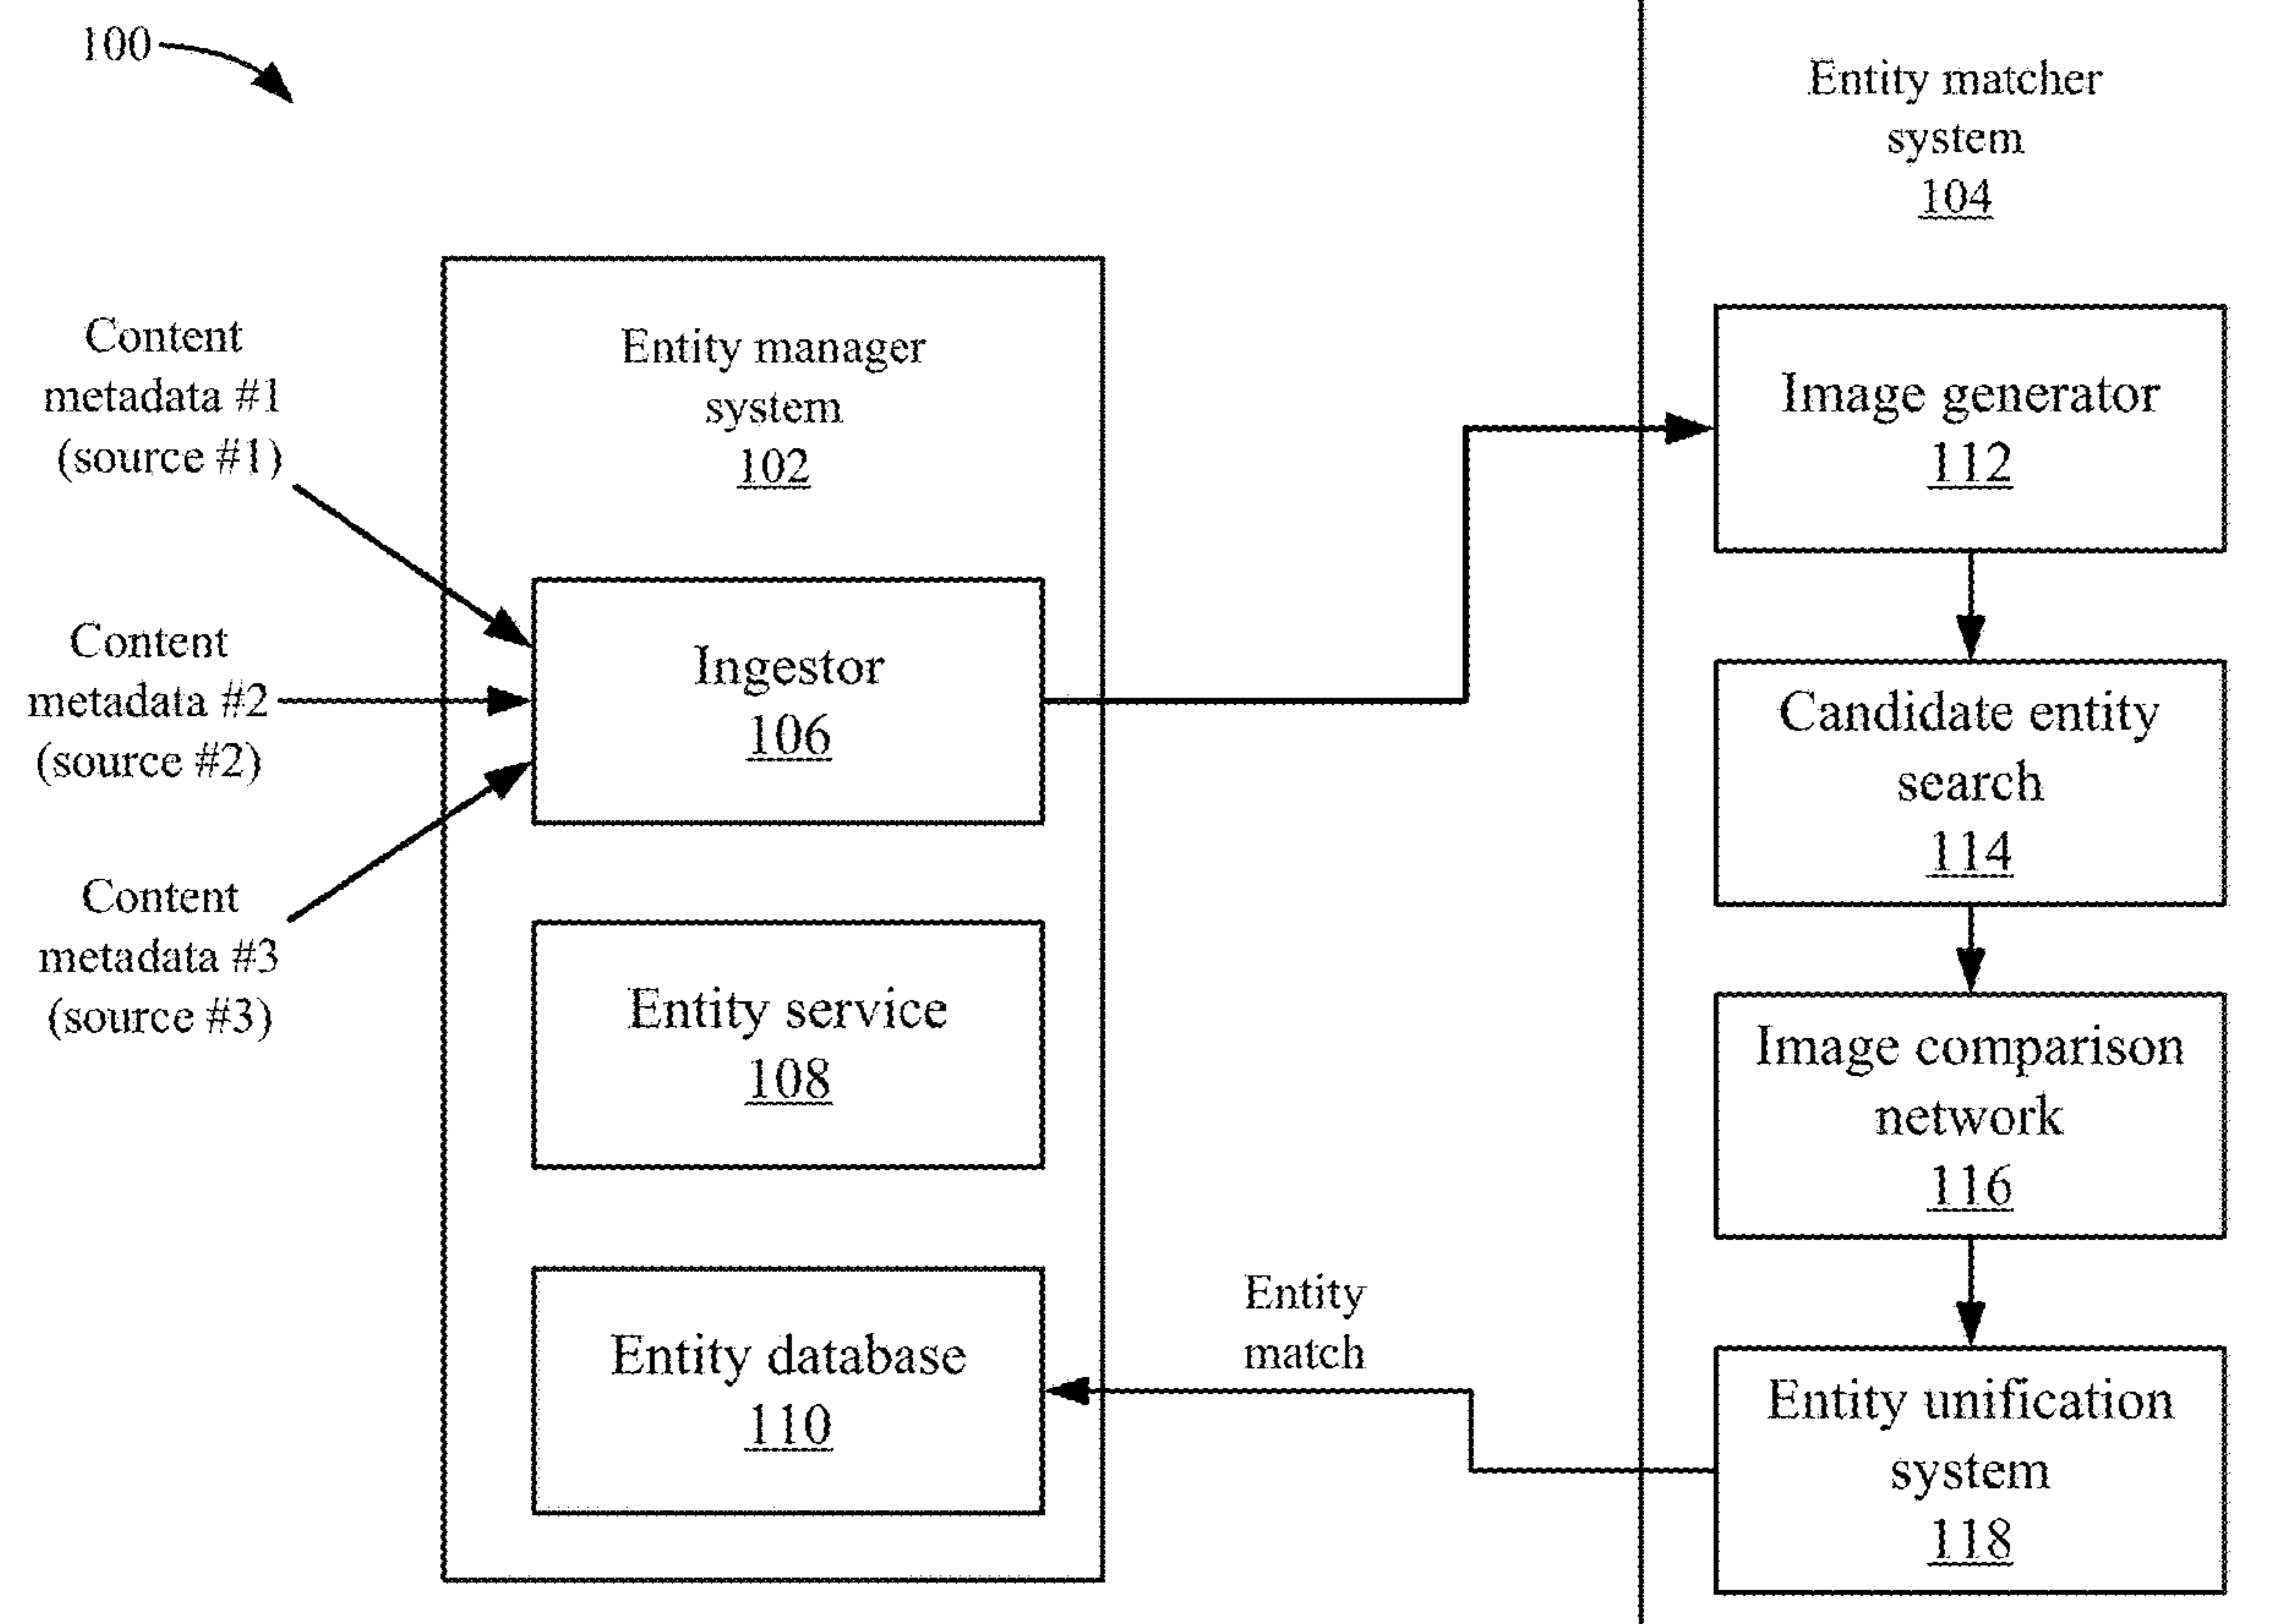 100
Entity matcher
system
104
Content
metadata #1
(source #1)
Content
metadata #2
(source #2)
Content
metadata #3
(source #3)
Entity manager
system
102
Ingestor
106
Entity service
108
Entity database
110
Entity
match
Image generator
112
Candidate entity
search
114
Image comparison
network
116
Entity unification
system
118